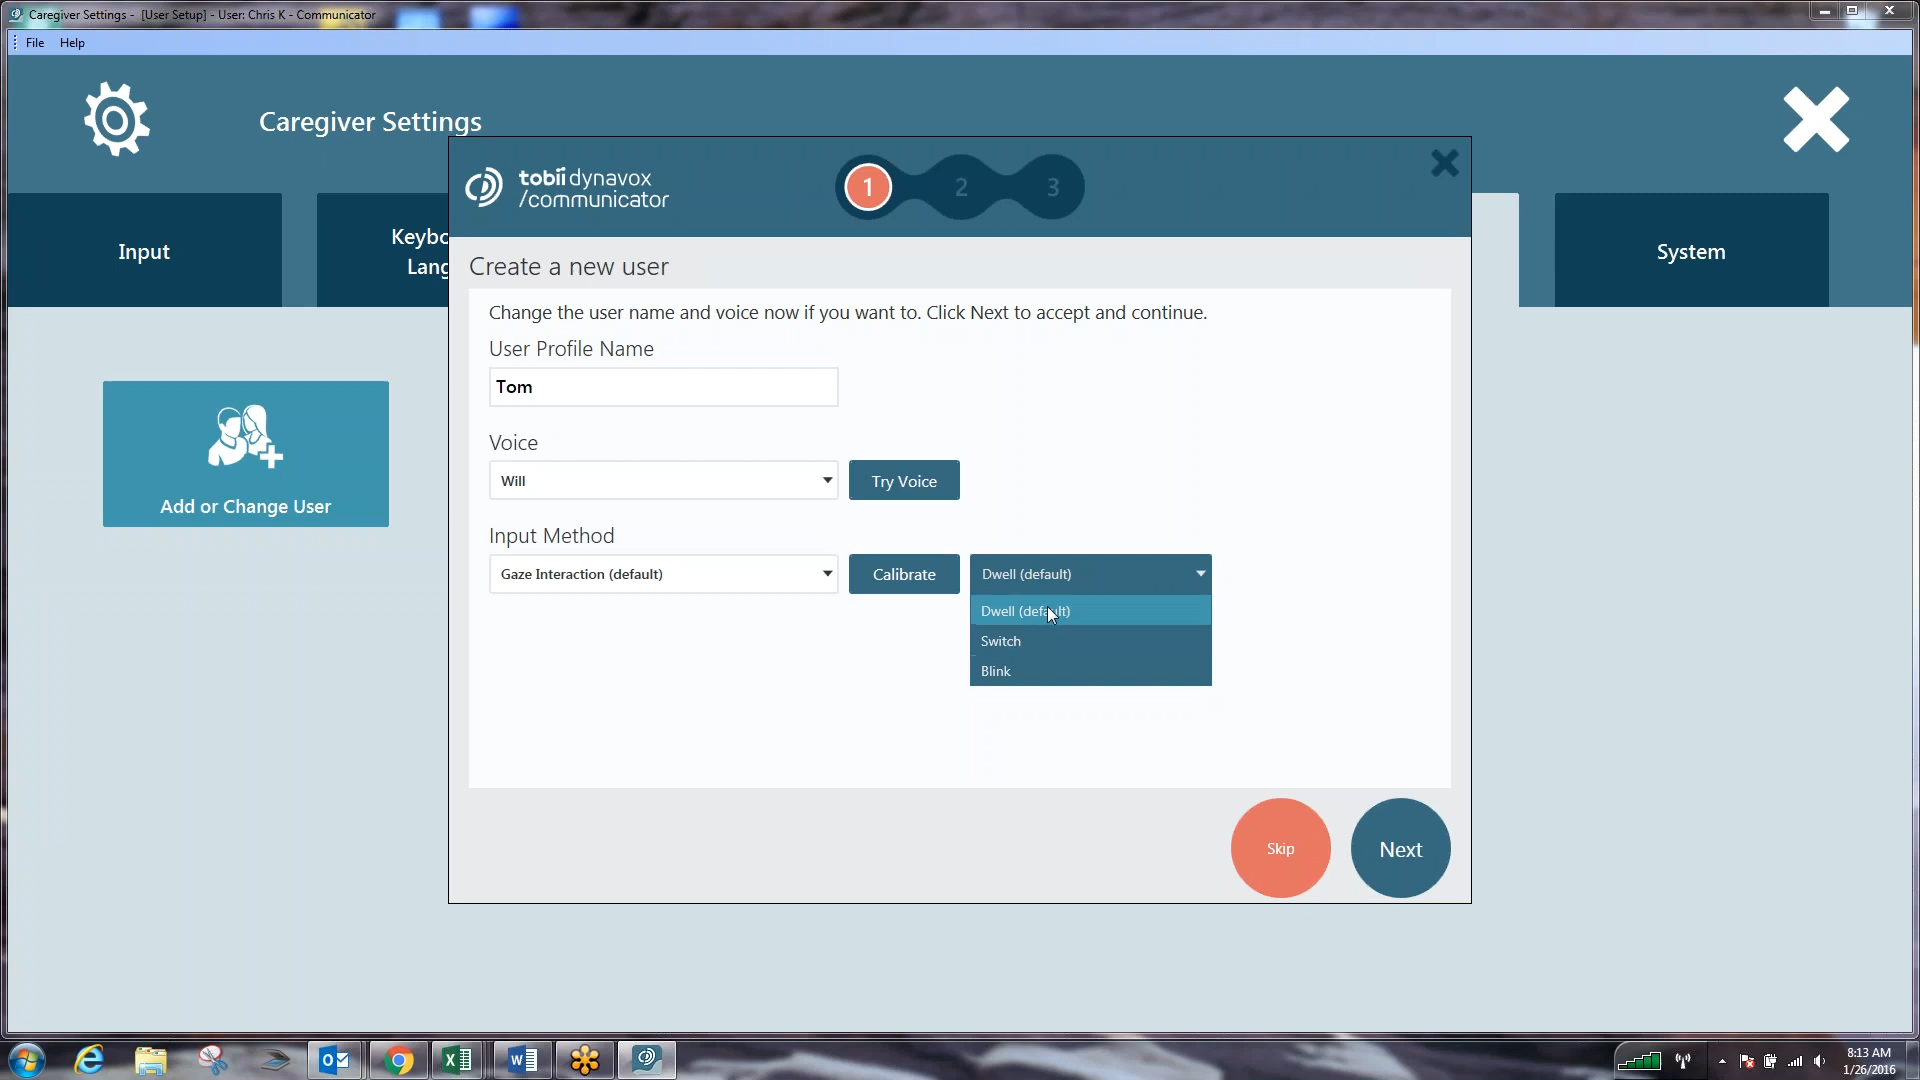 Caregiver Settings - [User Setup] - User: Chris K - Communicator
File Help
Caregiver Settings
tobii dynavox
/communicator
1 2 3
Input
Keybo
Lang
System
Create a new user
Change the user name and voice now if you want to. Click Next to accept and continue.
User Profile Name
Tom
Voice
Will
Try Voice
Input Method
Gaze Interaction (default)
Calibrate
Dwell (default)
Dwell (default)
Switch
Blink
Add or Change User
Skip
Next
8:13 AM
1/26/2016